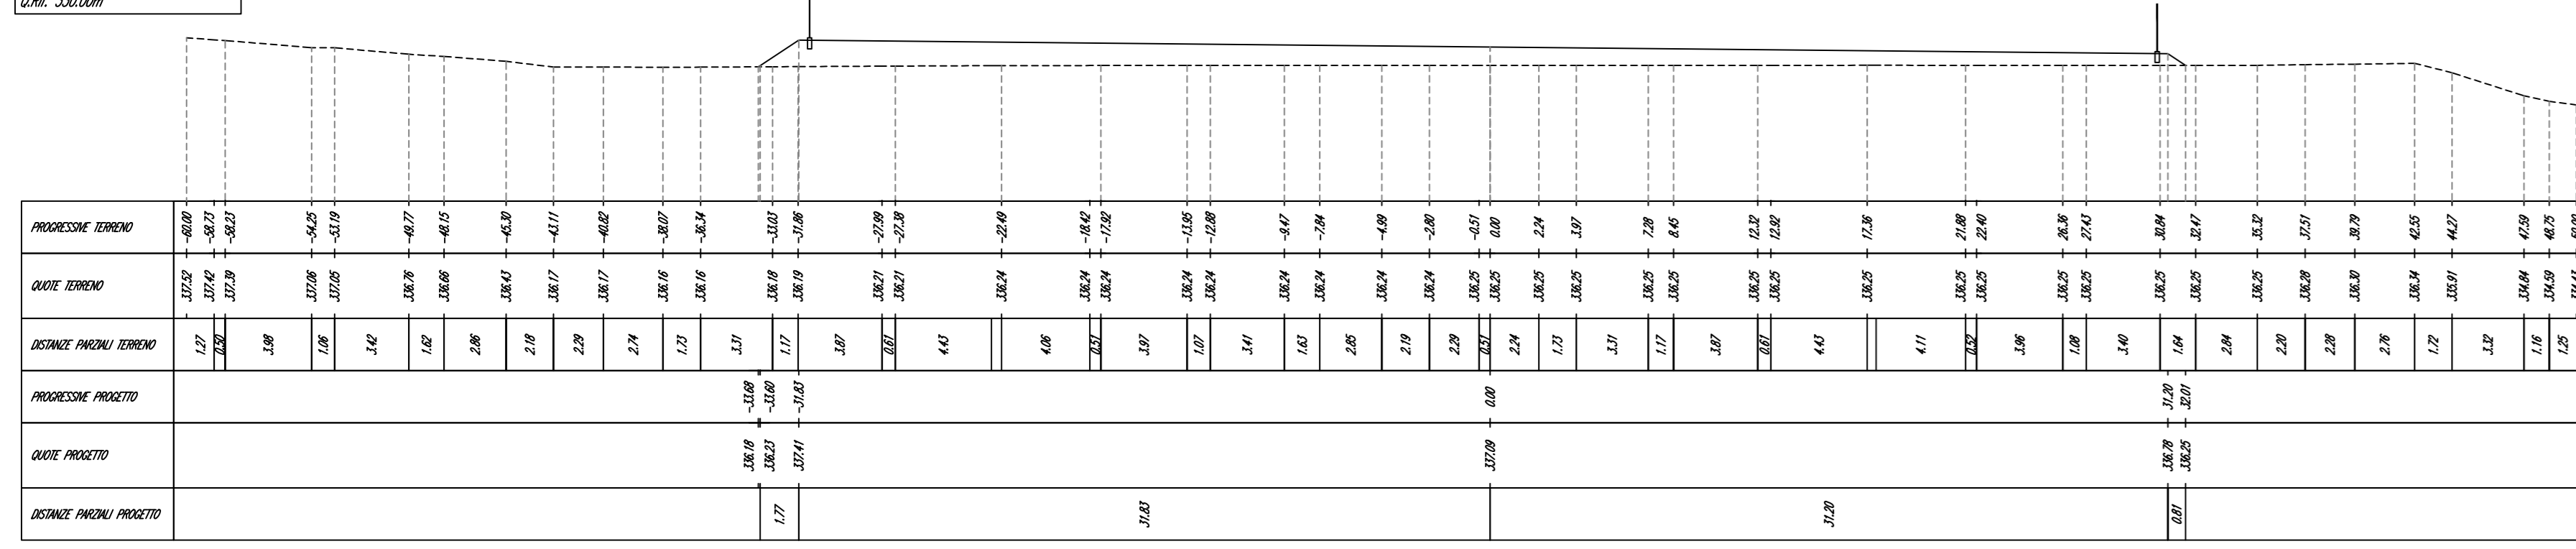 PROGRESSIVE TERRENO -60.00 -58.73 -58.23 -54.25 -53.19 -49.77 -48.15 -45.30 -43.11 -40.82 -38.07 -36.34 -33.03 -31.86 -27.99 -27.38 -22.49 -18.42 -17.92 -13.95 -12.88 -9.47 -7.84 -4.99 -2.80 -0.51 0.00 2.24 3.97 7.28 8.45 12.32 12.92 17.36 21.88 22.40 26.36 27.43 30.84 32.47 35.32 37.51 39.79 42.55 44.27 47.59 48.75
QUOTE TERRENO 337.52 337.42 337.39 337.06 337.05 336.76 336.66 336.43 336.17 336.17 336.16 336.16 336.18 336.19 336.21 336.21 336.24 336.24 336.24 336.24 336.24 336.24 336.24 336.24 336.24 336.25 336.25 336.25 336.25 336.25 336.25 336.25 336.25 336.25 336.25 336.25 336.25 336.25 336.25 336.25 336.25 336.28 336.30 336.34 335.91 334.84 334.59
DISTANZE PARZIALI TERRENO 1.27 0.50 3.98 1.06 3.42 1.62 2.86 2.18 2.29 2.74 1.73 3.31 1.17 3.87 0.61 4.43 4.06 0.51 3.97 1.07 3.41 1.63 2.85 2.19 2.29 0.51 2.24 1.73 3.31 1.17 3.87 0.61 4.43 4.11 0.52 3.96 1.08 3.40 1.64 2.84 2.20 2.28 2.76 1.72 3.32 1.16 1.25
PROGRESSIVE PROGETTO -33.68 -33.60 -31.83 0.00 31.20 32.01
QUOTE PROGETTO 336.18 336.23 337.41 337.09 336.78 336.25
DISTANZE PARZIALI PROGETTO 1.77 31.83 31.20 0.81